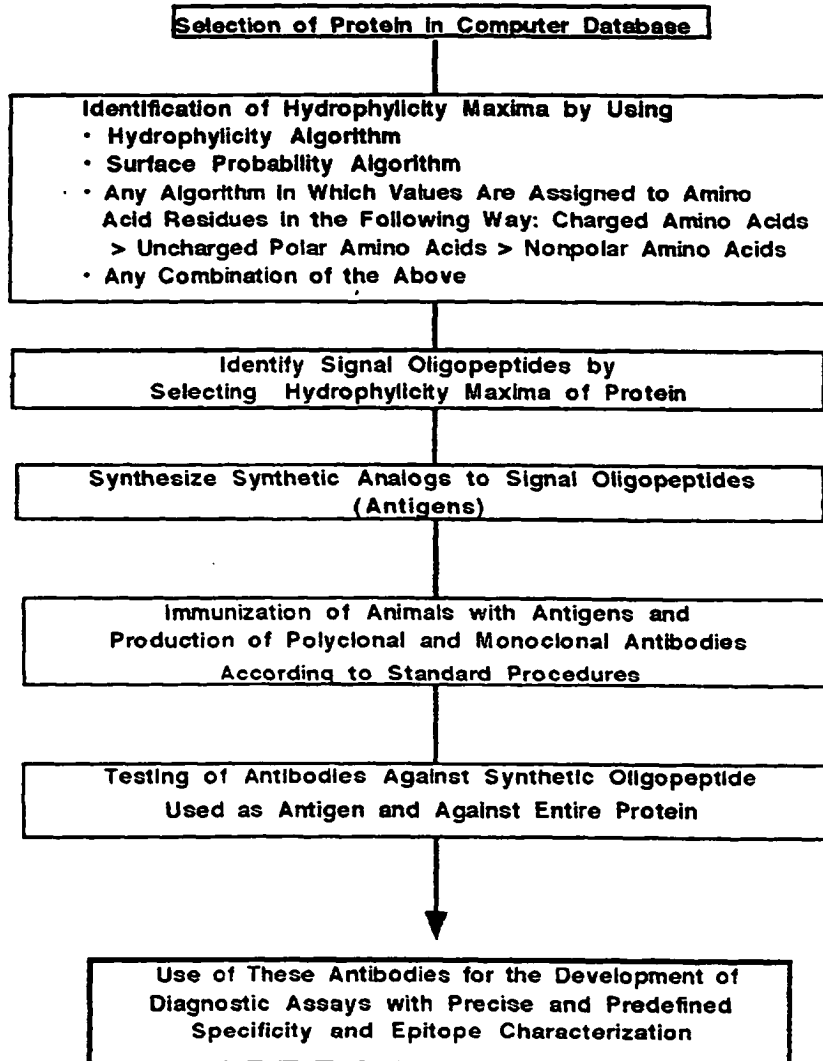 Selection of Protein in Computer Database
Identification of Hydrophylicity Maxima by Using
• Hydrophylicity Algorithm
• Surface Probability Algorithm
• Any Algorithm in Which Values Are Assigned to Amino
Acid Residues in the Following Way: Charged Amino Acids
> Uncharged Polar Amino Acids > Nonpolar Amino Acids
• Any Combination of the Above
Identify Signal Oligopeptides by
Selecting Hydrophylicity Maxima of Protein
Synthesize Synthetic Analogs to Signal Oligopeptides
(Antigens)
Immunization of Animals with Antigens and
Production of Polyclonal and Monoclonal Antibodies
According to Standard Procedures
Testing of Antibodies Against Synthetic Oligopeptide
Used as Antigen and Against Entire Protein
Use of These Antibodies for the Development of
Diagnostic Assays with Precise and Predefined
Specificity and Epitope Characterization